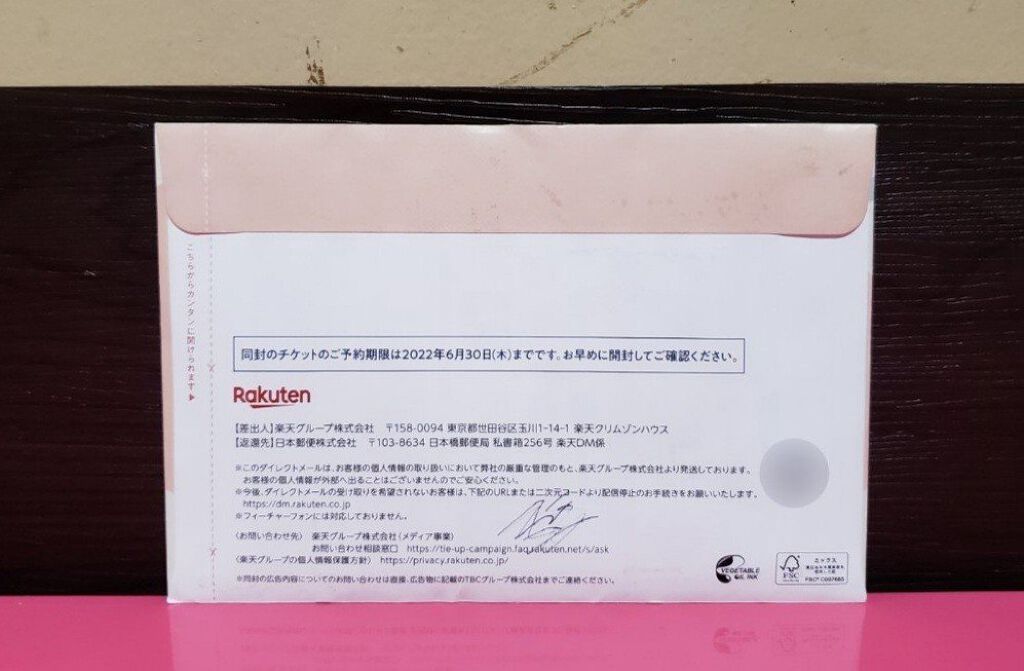 こちらからカンタンに開けられます▶
同封のチケットのご予約期限は2022年6月30日(木)までです。お早めに開封してご確認ください。
Rakuten
【差出人】楽天グループ株式会社 〒158-0094 東京都世田谷区玉川1-14-1 楽天クリムゾンハウス
【返還先】日本郵便株式会社 〒103-8634 日本橋郵便局 私書箱256号 楽天DM係
※このダイレクトメールは、お客様の個人情報の取り扱いにおいて弊社の厳重な管理のもと、楽天グループ株式会社より発送しております。
お客様の個人情報が外部へ出ることはございませんのでご安心ください。
※今後、ダイレクトメールの受け取りを希望されないお客様は、下記のURLまたは二次元コードより配信停止のお手続きをお願いいたします。
https://dm.rakuten.co.jp
※フィーチャーフォンには対応しておりません。
〈お問い合わせ先〉 楽天グループ株式会社(メディア事業)
お問い合わせ相談窓口 https://tie-up-campaign.faq.rakuten.net/s/ask
〈楽天グループの個人情報保護方針〉 https://privacy.rakuten.co.jp/
※同封の広告内容についてのお問い合わせは直接、広告物に記載のTBCグループ株式会社までご連絡ください。
VEGETABLE
OIL INK
FSC
ミックス
FSC® C007685